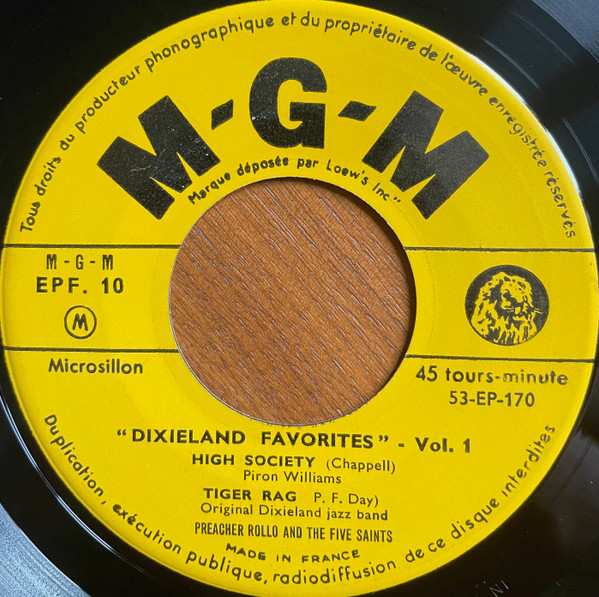 Tous droits du producteur phonographique et du propriétaire de l'œuvre enregistrée réservés
M-G-M
Marque déposée par Loew's Inc"
M-G-M
EPF. 10
M
Microsillon
45 tours-minute
53-EP-170
"DIXIELAND FAVORITES" - Vol. 1
HIGH SOCIETY (Chappell)
Piron Williams
TIGER RAG P. F. Day)
Original Dixieland jazz band
PREACHER ROLLO AND THE FIVE SAINTS
MADE IN FRANCE
Duplication, exécution publique, radiodiffusion de ce disque interdites